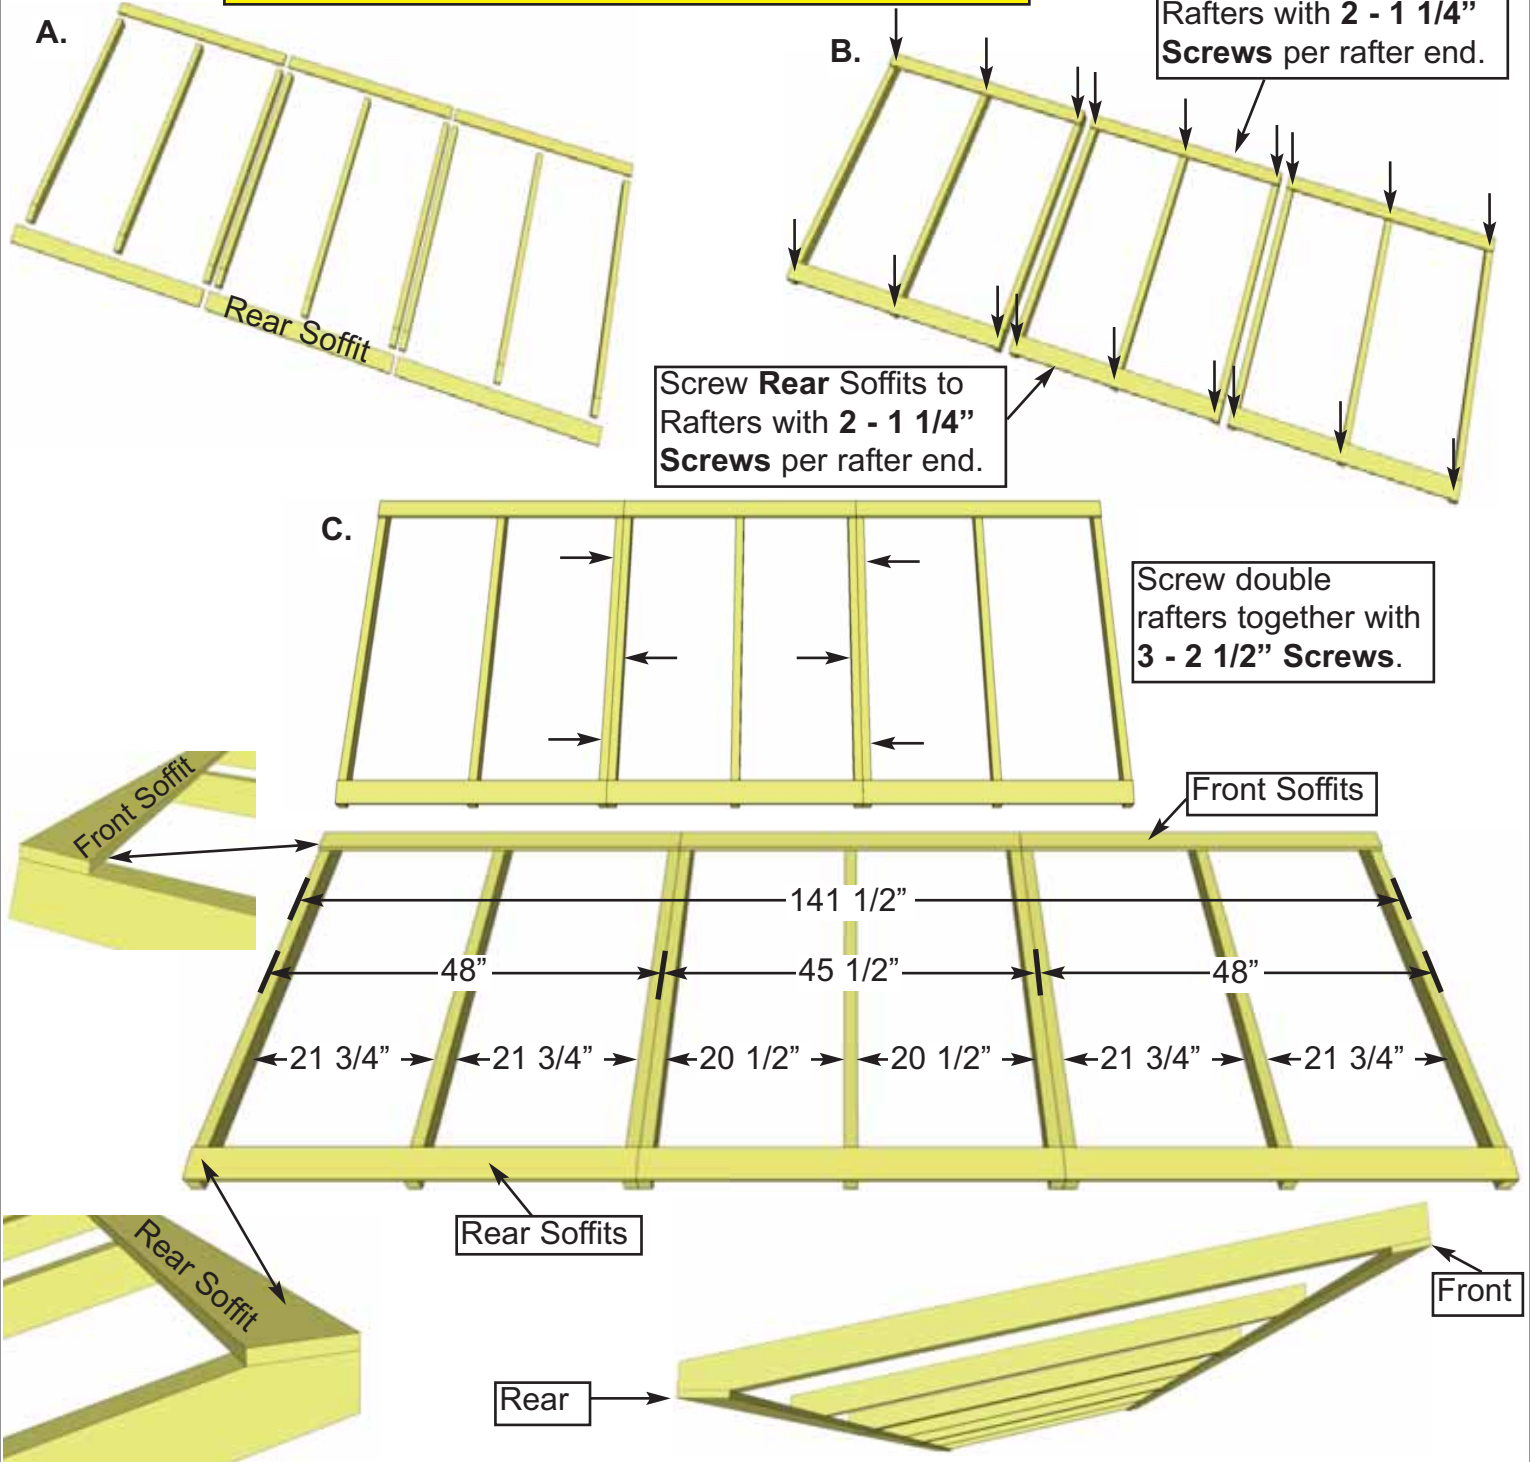 A.
B.
Rafters with 2 - 1 1/4”
Screws per rafter end.
Rear Soffit
Screw Rear Soffits to
Rafters with 2 - 1 1/4”
Screws per rafter end.
C.
Screw double
rafters together with
3 - 2 1/2” Screws.
Front Soffit
Front Soffits
141 1/2”
48” 45 1/2” 48”
21 3/4” 21 3/4” 20 1/2” 20 1/2” 21 3/4” 21 3/4”
Rear Soffits
Rear Soffit
Front
Rear